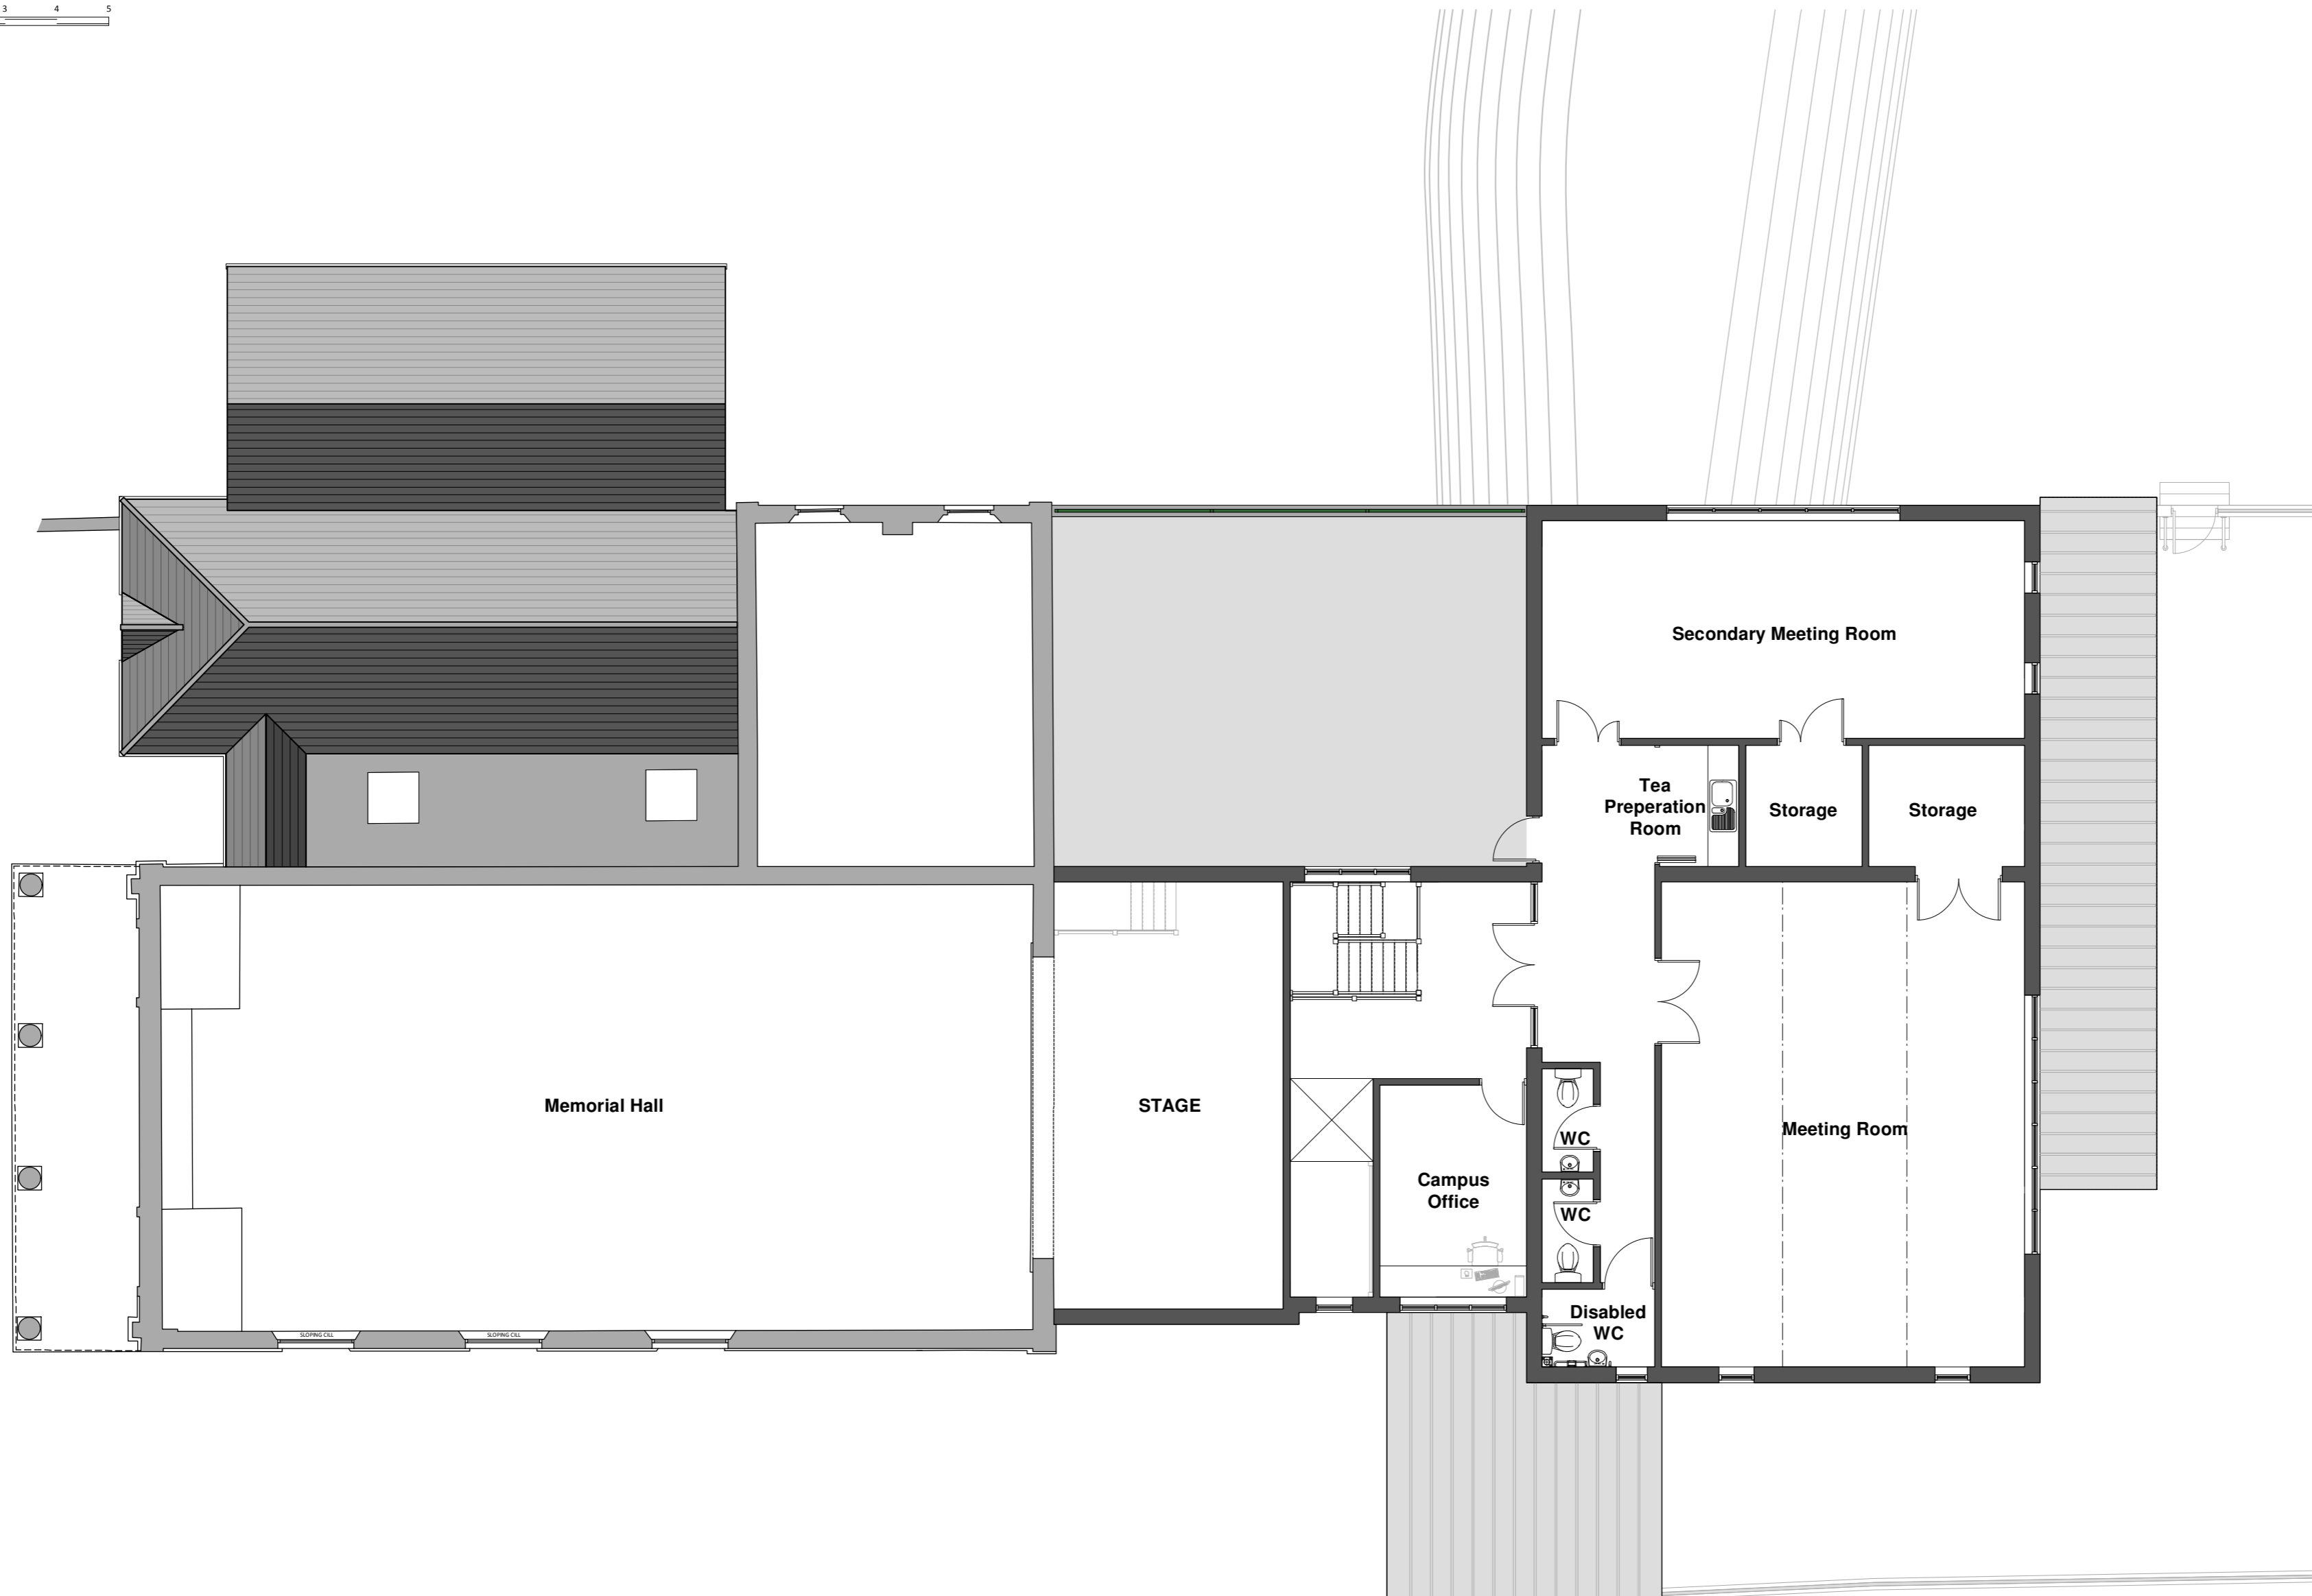 3 4 5
Secondary Meeting Room
Tea
Preperation
Room
Storage
Storage
Memorial Hall
STAGE
WC
Meeting Room
Campus
Office
WC
Disabled
WC
SLOPING CILL
SLOPING CILL